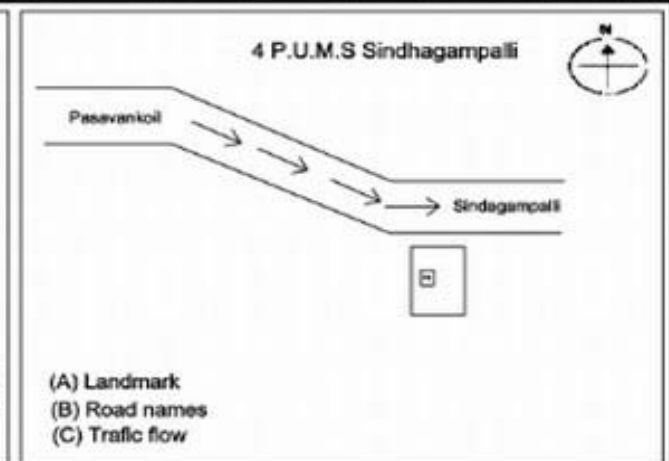 4 P.U.M.S Sindhagampalli
N
Pasavankoil
Sindagampalli
(A) Landmark
(B) Road names
(C) Trafic flow